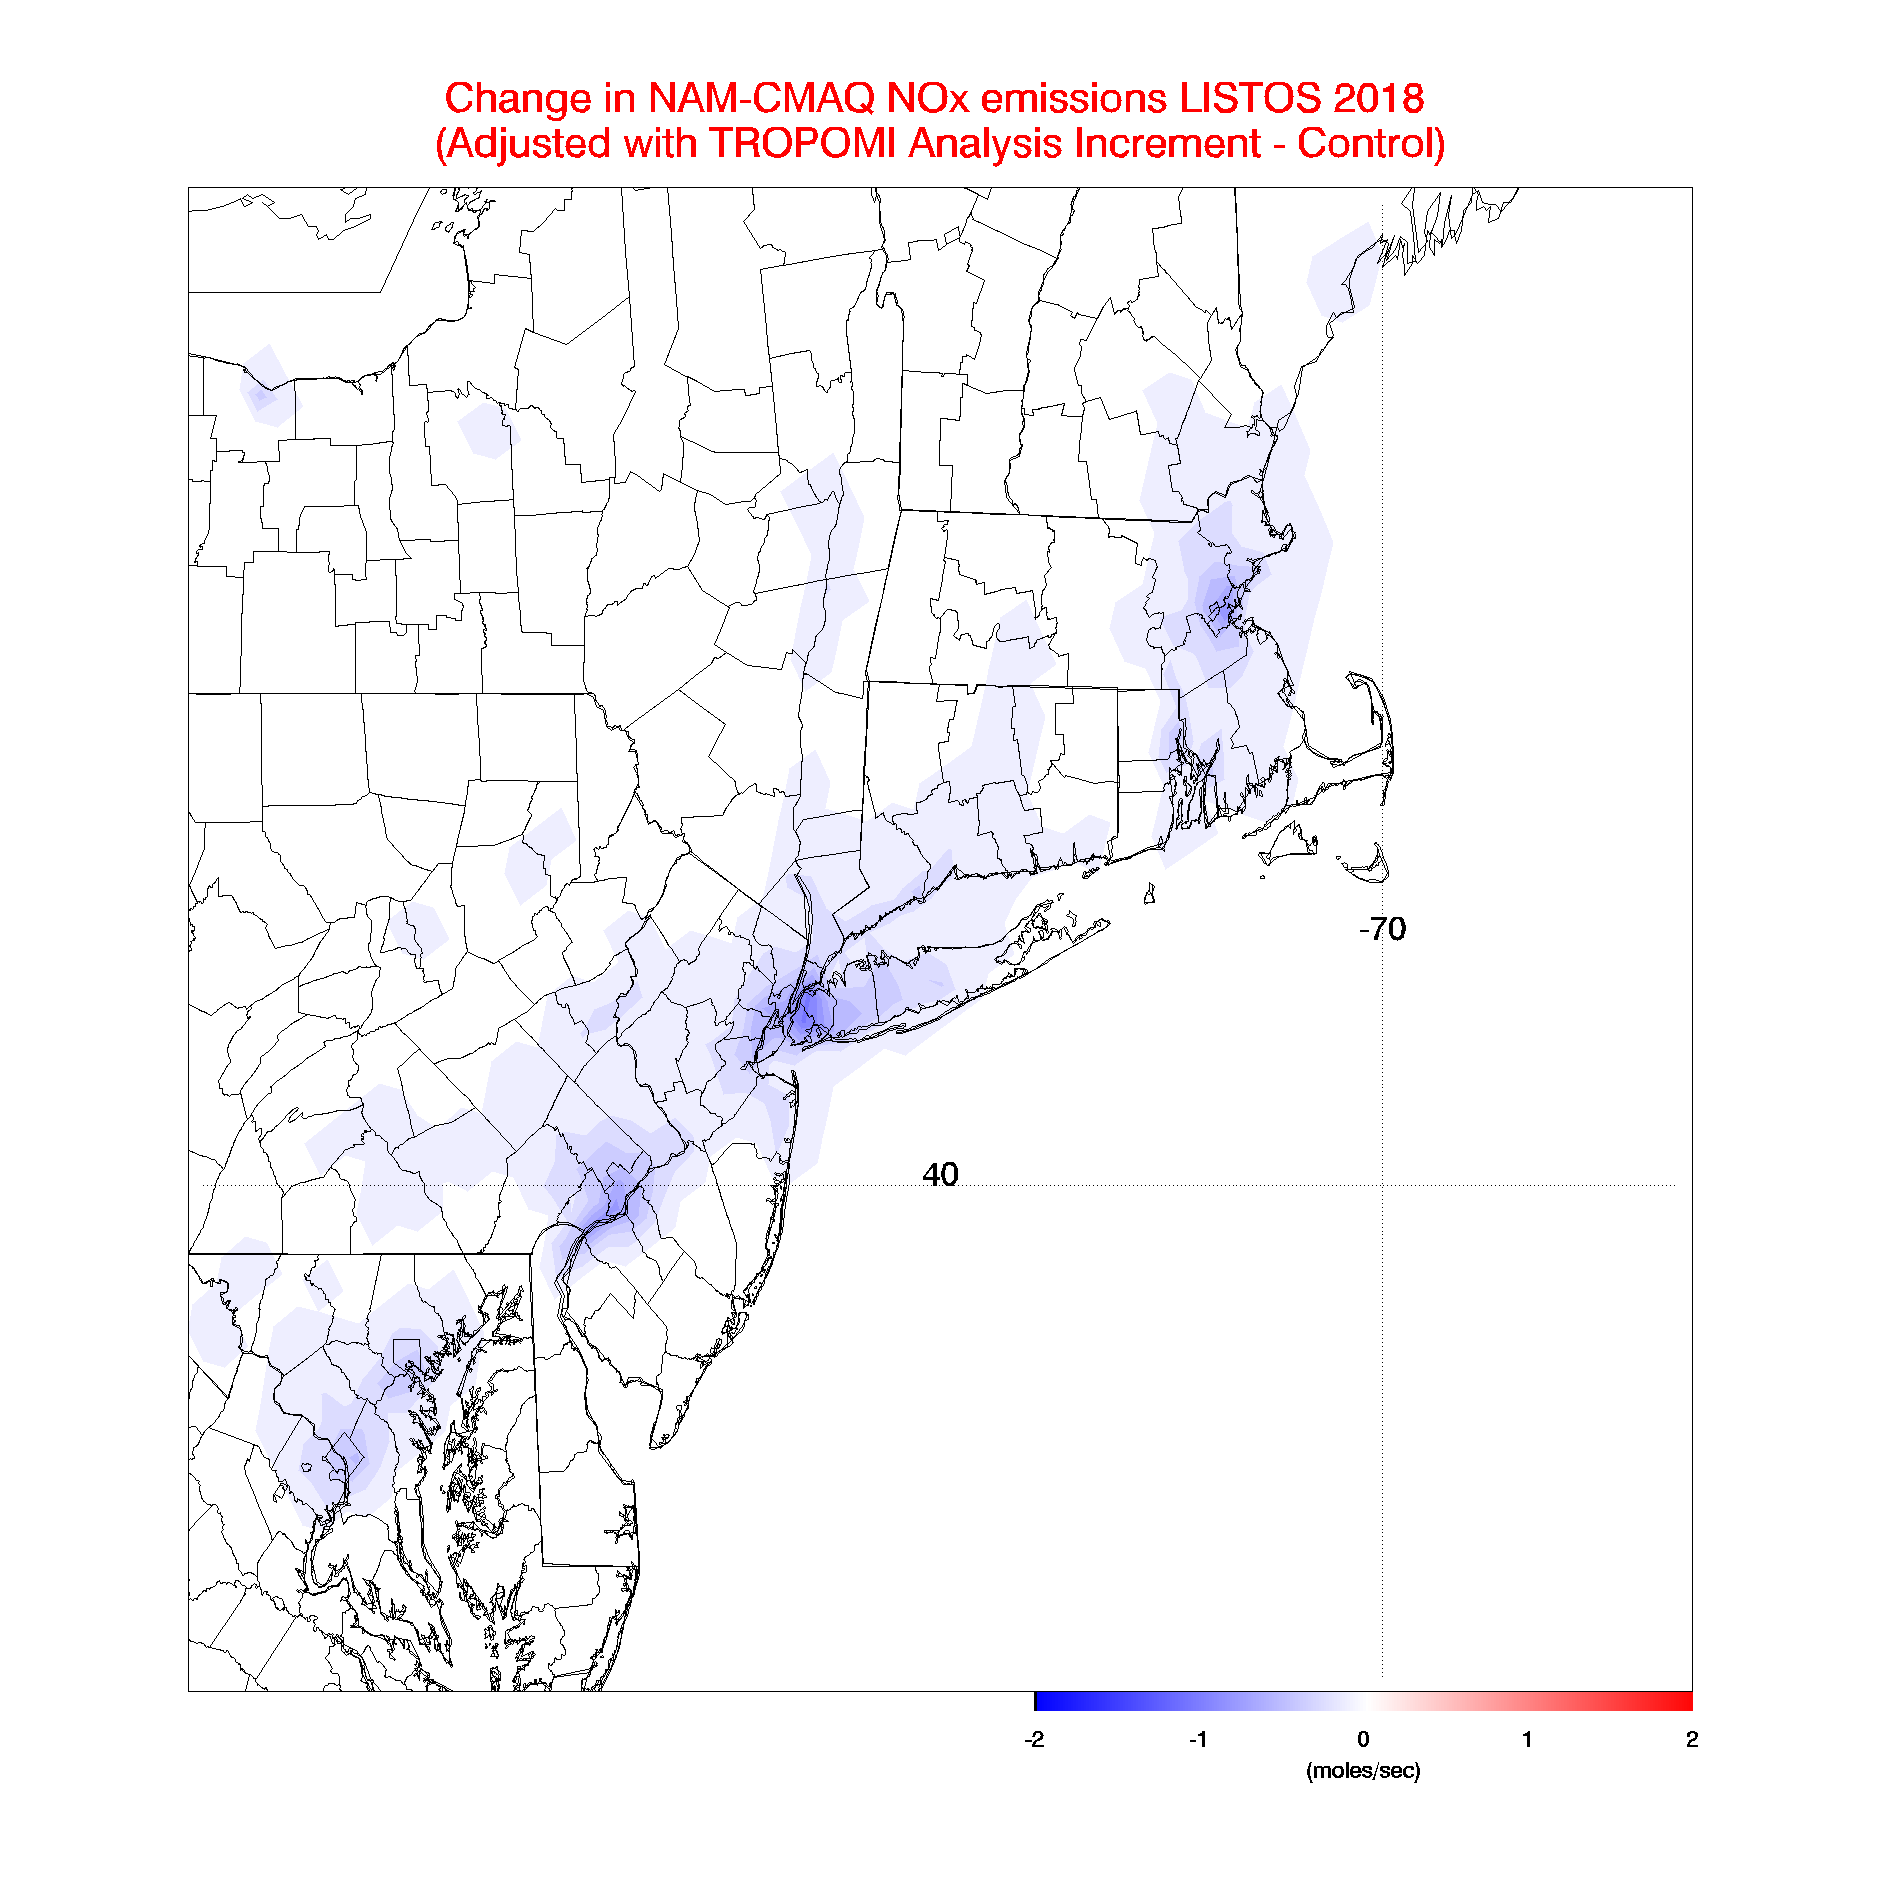 Change in NAM-CMAQ NOx emissions LISTOS 2018
(Adjusted with TROPOMI Analysis Increment - Control)
-70
40
-2 -1 0 1 2
(moles/sec)